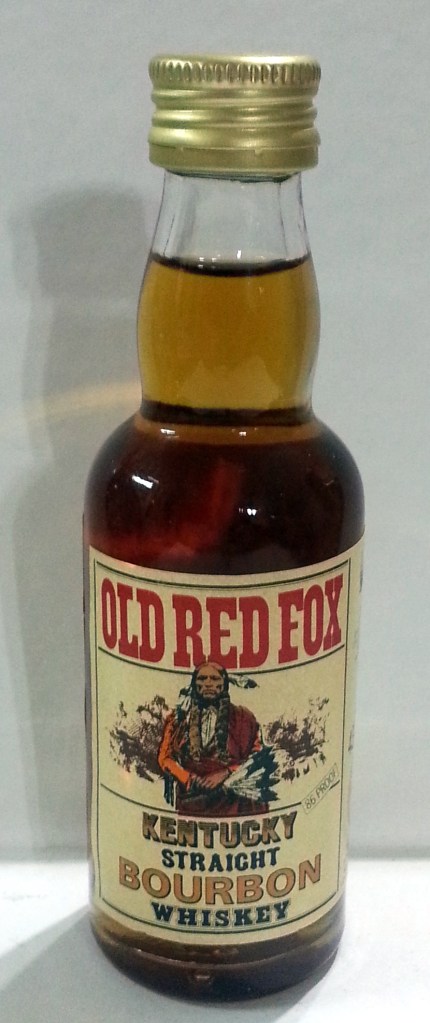 OLD RED FOX
86 PROOF
KENTUCKY
STRAIGHT
BOURBON
WHISKEY